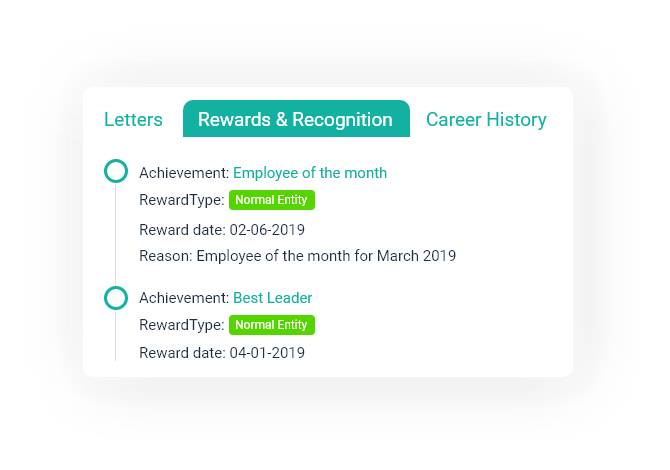 Letters Rewards & Recognition Career History
Achievement: Employee of the month
RewardType: Normal Entity
Reward date: 02-06-2019
Reason: Employee of the month for March 2019
Achievement: Best Leader
RewardType: Normal Entity
Reward date: 04-01-2019